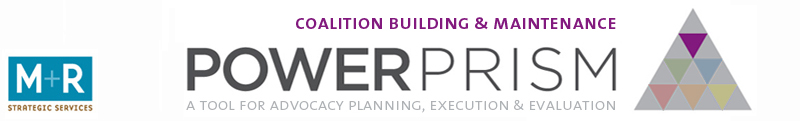 COALITION BUILDING & MAINTENANCE
M+R
STRATEGIC SERVICES
POWERPRISM
A TOOL FOR ADVOCACY PLANNING, EXECUTION & EVALUATION